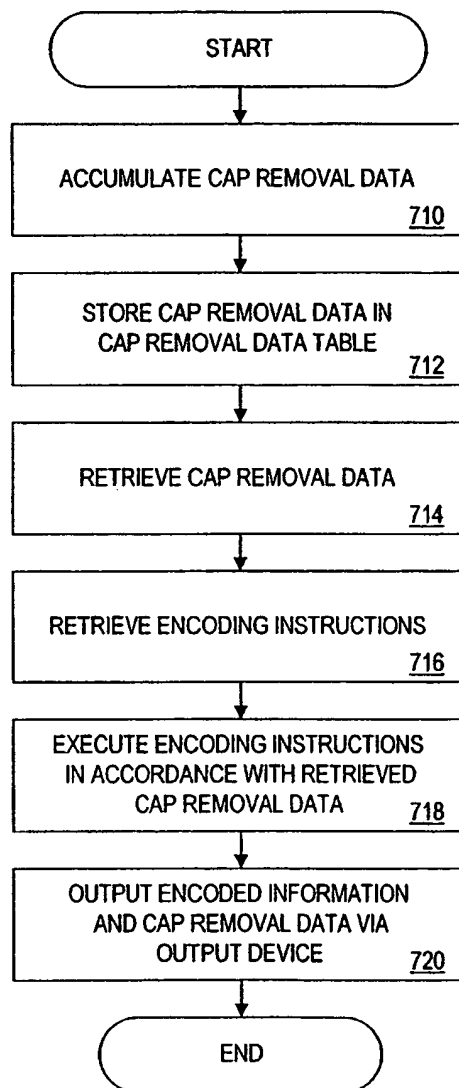 START
ACCUMULATE CAP REMOVAL DATA
710
STORE CAP REMOVAL DATA IN
CAP REMOVAL DATA TABLE
712
RETRIEVE CAP REMOVAL DATA
714
RETRIEVE ENCODING INSTRUCTIONS
716
EXECUTE ENCODING INSTRUCTIONS
IN ACCORDANCE WITH RETRIEVED
CAP REMOVAL DATA
718
OUTPUT ENCODED INFORMATION
AND CAP REMOVAL DATA VIA
OUTPUT DEVICE
720
END